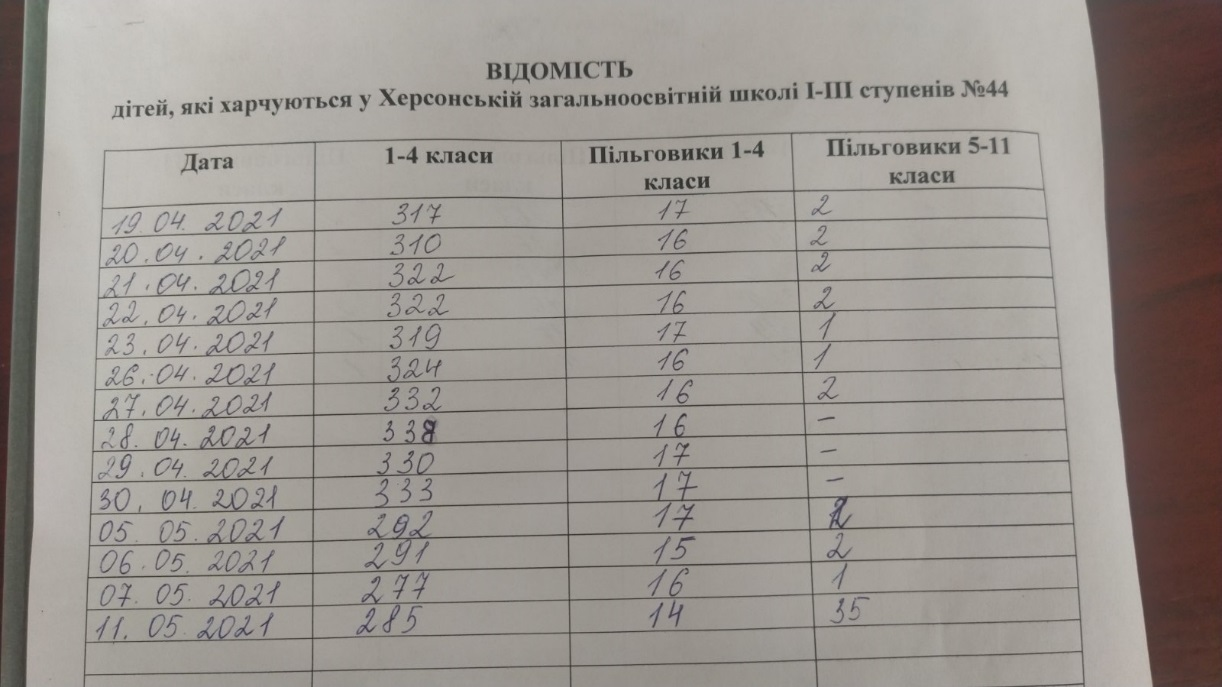 ВІДОМІСТЬ
дітей, які харчуються у Херсонській загальноосвітній школі І-ІІІ ступенів №44
Дата 1-4 класи Пільговики 1-4 класи Пільговики 5-11 класи
19.04.2021 317 17 2
20.04.2021 310 16 2
21.04.2021 322 16 2
22.04.2021 322 16 2
23.04.2021 319 17 1
26.04.2021 324 16 1
27.04.2021 332 16 2
28.04.2021 338 16 –
29.04.2021 330 17 –
30.04.2021 333 17 –
05.05.2021 292 17
06.05.2021 291 15 2
07.05.2021 277 16 1
11.05.2021 285 14 35